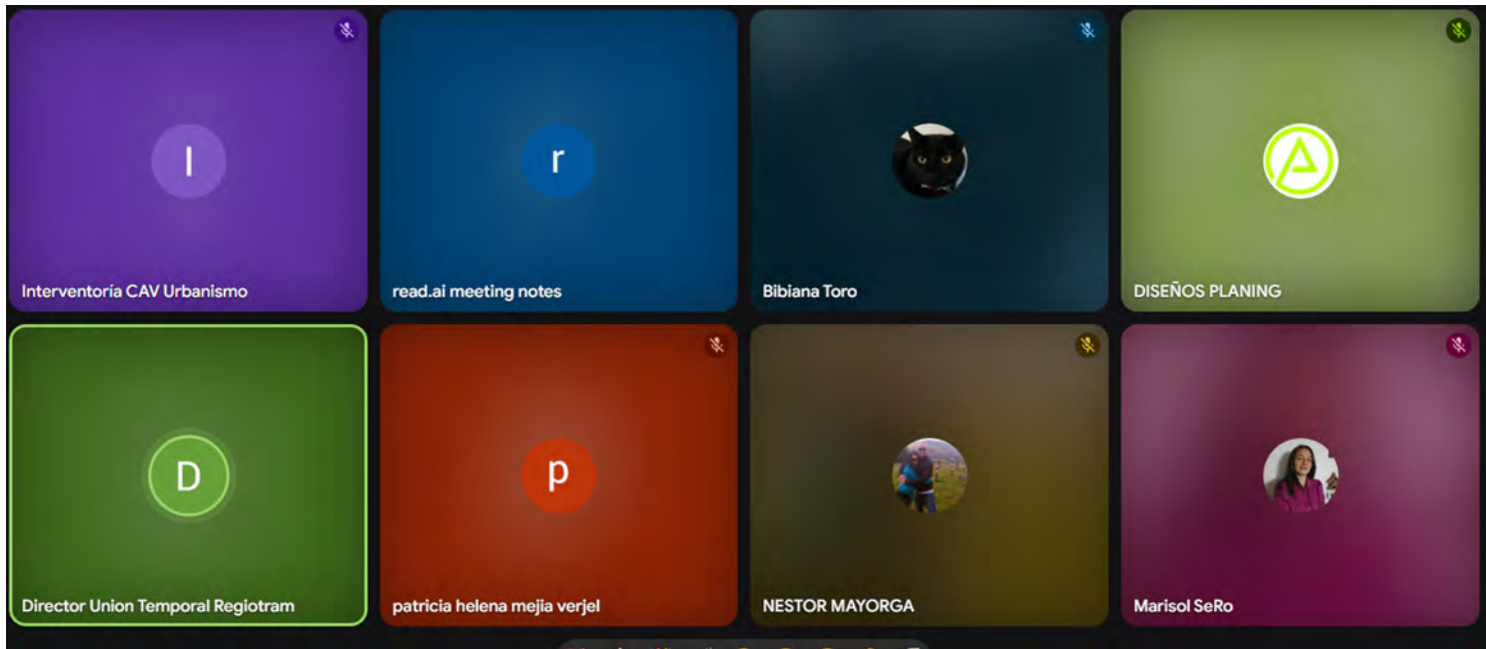 I
Interventoría CAV Urbanismo
r
read.ai meeting notes
Bibiana Toro
DISEÑOS PLANING
D
Director Union Temporal Regiotram
p
patricia helena mejia verjel
NESTOR MAYORGA
Marisol SeRo